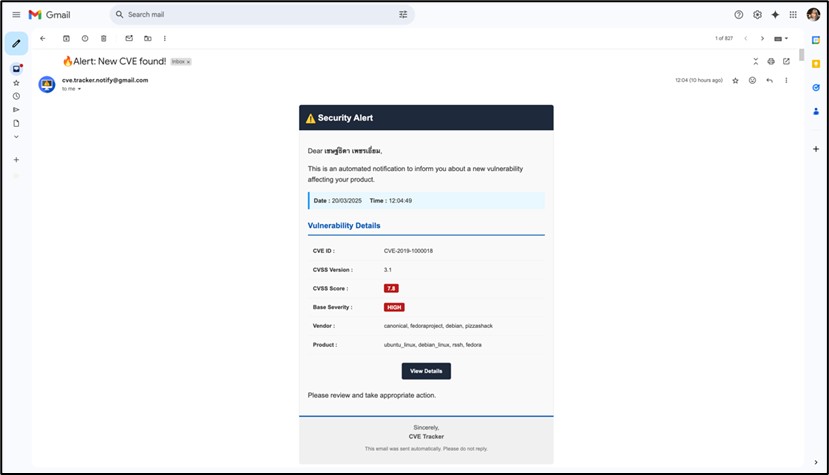 Gmail
Search mail
1 of 827
🔥Alert: New CVE found!
Inbox x
cve.tracker.notify@gmail.com
12:04 (10 hours ago)
to me
⚠️ Security Alert
Dear เชษฐ์ธิดา เพชรเอี่ยม,
This is an automated notification to inform you about a new vulnerability
affecting your product.
Date : 20/03/2025 Time : 12:04:49
Vulnerability Details
CVE ID : CVE-2019-1000018
CVSS Version : 3.1
CVSS Score : 7.8
Base Severity : HIGH
Vendor : canonical, fedoraproject, debian, pizzashack
Product : ubuntu_linux, debian_linux, rssh, fedora
View Details
Please review and take appropriate action.
Sincerely,
CVE Tracker
This email was sent automatically. Please do not reply.